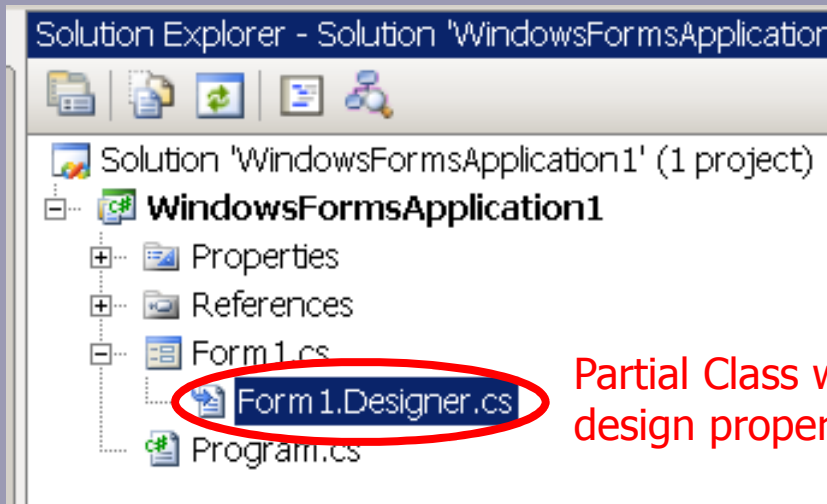 Solution Explorer - Solution 'WindowsFormsApplication
Solution 'WindowsFormsApplication1' (1 project)
WindowsFormsApplication1
Properties
References
Form1.cs
Form1.Designer.cs
Program.cs
Partial Class
design